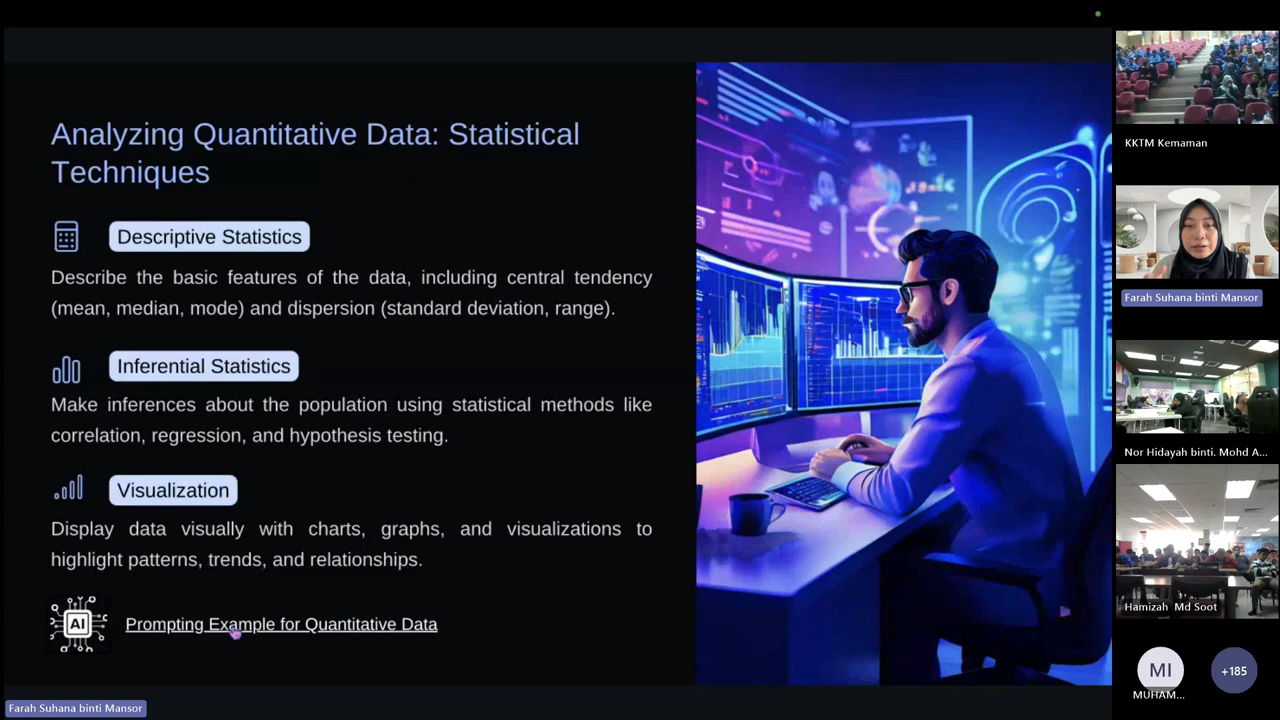 Analyzing Quantitative Data: Statistical
Techniques
Descriptive Statistics
Describe the basic features of the data, including central tendency
(mean, median, mode) and dispersion (standard deviation, range).
Inferential Statistics
Make inferences about the population using statistical methods like
correlation, regression, and hypothesis testing.
Visualization
Display data visually with charts, graphs, and visualizations to
highlight patterns, trends, and relationships.
AI
Prompting Example for Quantitative Data
Farah Suhana binti Mansor
KKTM Kemaman
Farah Suhana binti Mansor
Nor Hidayah binti. Mohd A...
Hamizah Md Soot
MI
MUHAM...
+185